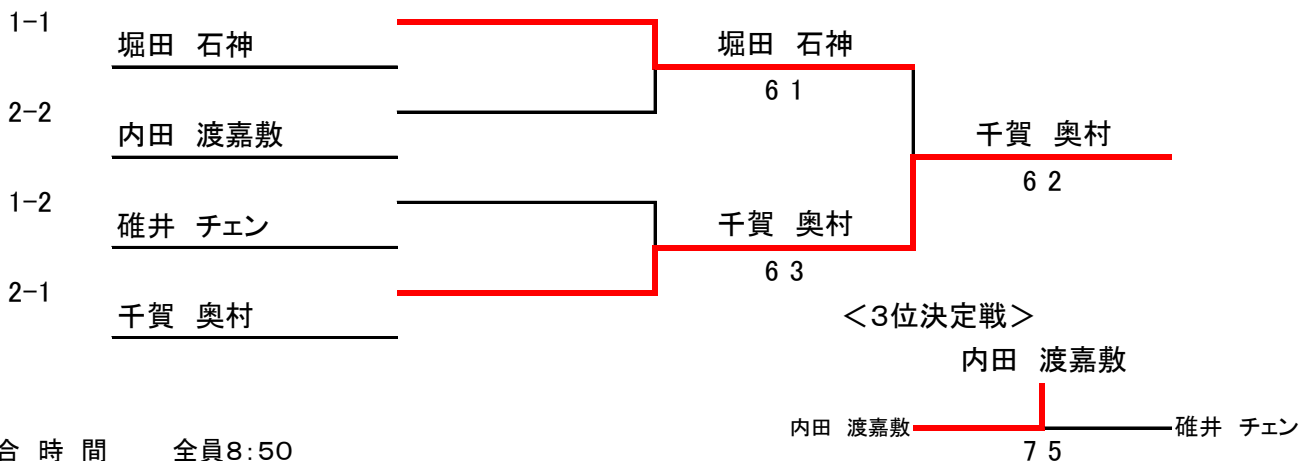 1-1
堀田　石神
堀田　石神
6 1
2-2
内田　渡嘉敷
千賀　奥村
6 2
1-2
碓井　チェン
千賀　奥村
6 3
2-1
千賀　奥村
＜3位決定戦＞
内田　渡嘉敷
内田　渡嘉敷
碓井　チェン
7 5
合 時 間　全員8:50